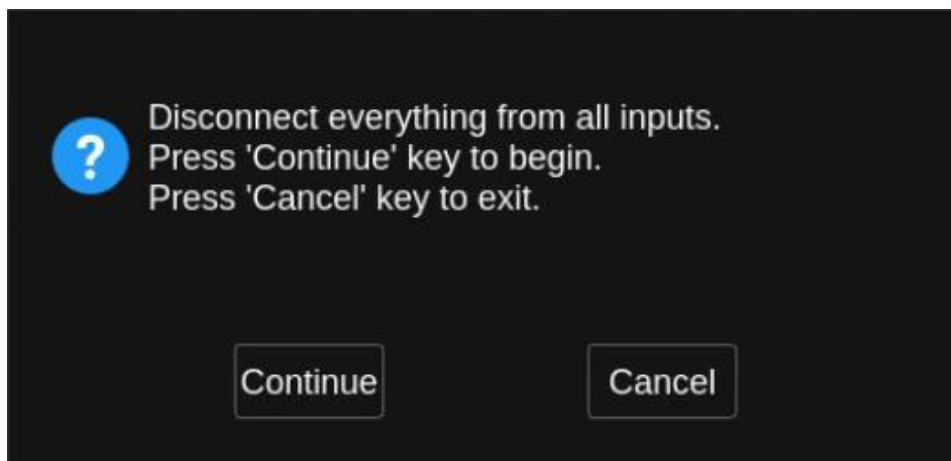 Disconnect everything from all inputs.
Press 'Continue' key to begin.
Press 'Cancel' key to exit.
Continue
Cancel